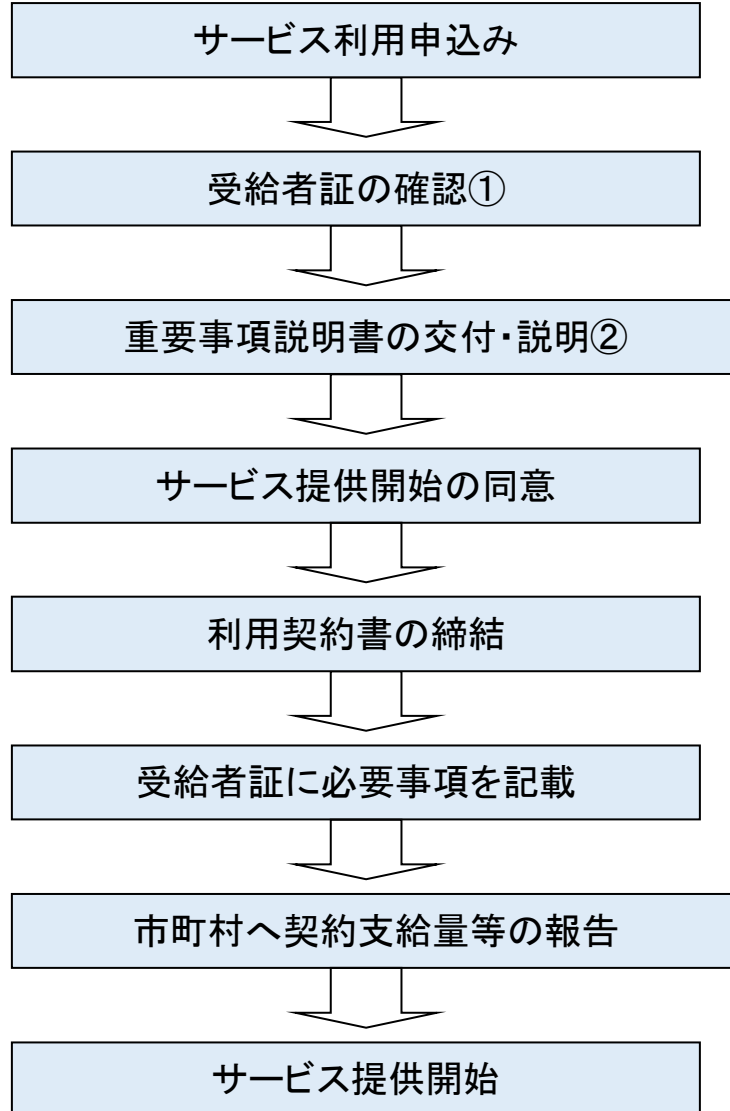 サービス利用申込み
受給者証の確認①
重要事項説明書の交付・説明②
サービス提供開始の同意
利用契約書の締結
受給者証に必要事項を記載
市町村へ契約支給量等の報告
サービス提供開始